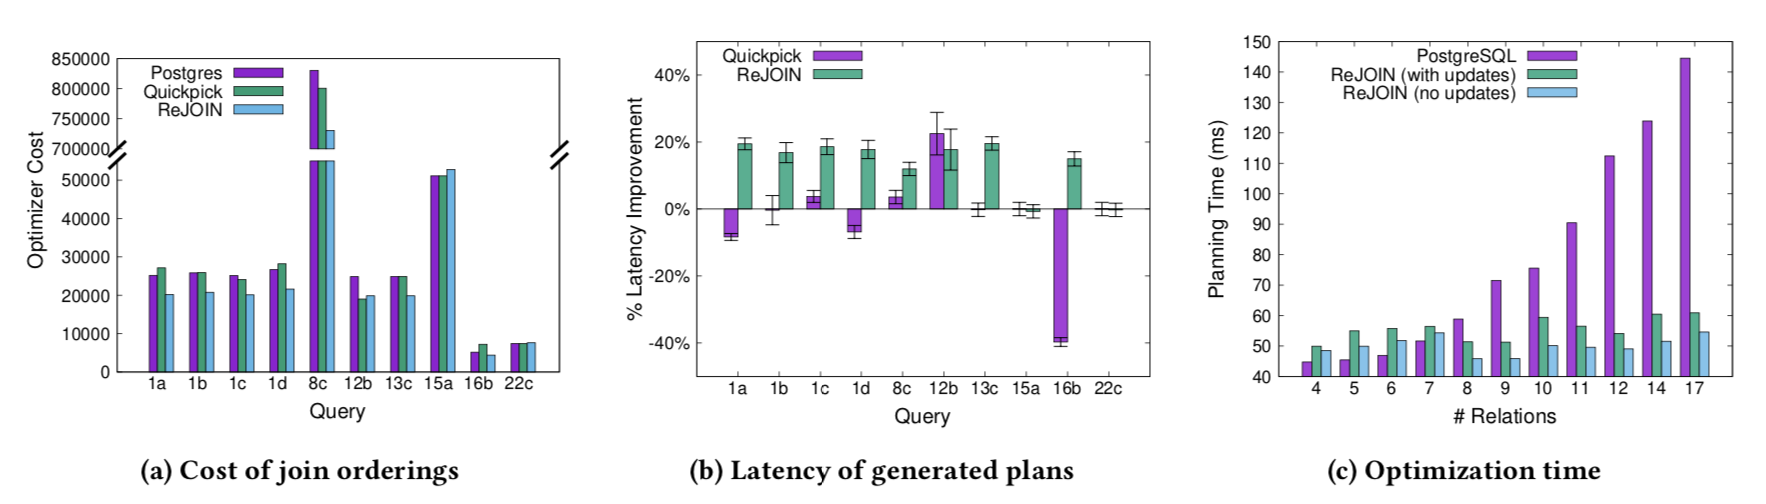 Optimizer Cost
850000
800000
750000
700000
50000
40000
30000
20000
10000
0
Postgres
Quickpick
ReJOIN
1a 1b 1c 1d 8c 12b 13c 15a 16b 22c
Query
(a) Cost of join orderings
% Latency Improvement
40%
20%
0%
-20%
-40%
Quickpick
ReJOIN
1a 1b 1c 1d 8c 12b 13c 15a 16b 22c
Query
(b) Latency of generated plans
Planning Time (ms)
150
140
130
120
110
100
90
80
70
60
50
40
PostgreSQL
ReJOIN (with updates)
ReJOIN (no updates)
4 5 6 7 8 9 10 11 12 14 17
# Relations
(c) Optimization time